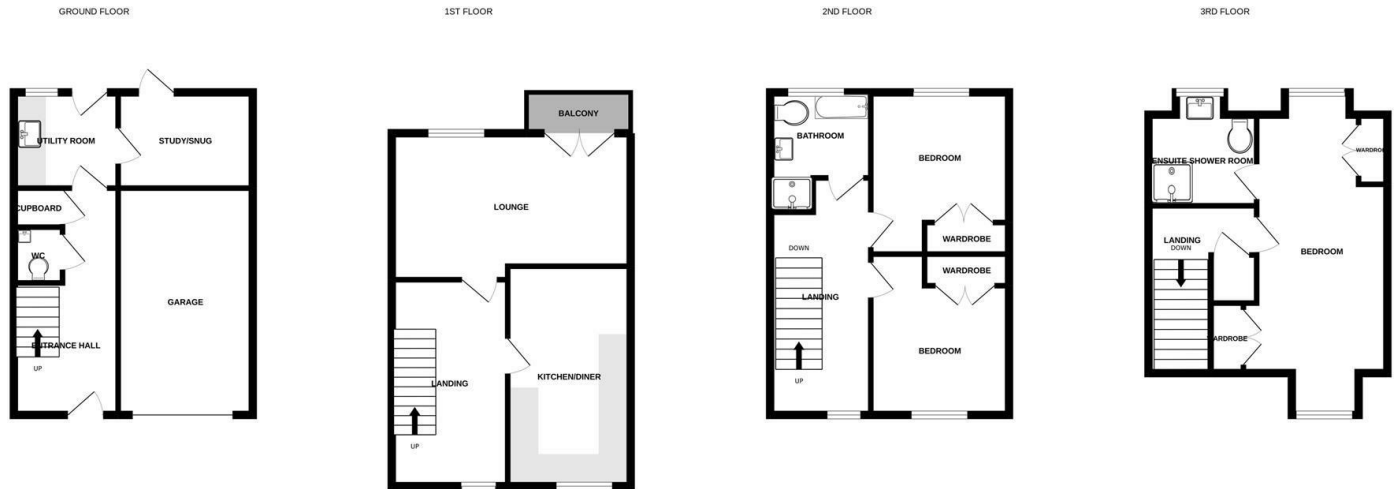 GROUND FLOOR
UTILITY ROOM
STUDY/SNUG
CUPBOARD
WC
GARAGE
ENTRANCE HALL
UP
1ST FLOOR
BALCONY
LOUNGE
KITCHEN/DINER
LANDING
UP
2ND FLOOR
BATHROOM
BEDROOM
WARDROBE
DOWN
WARDROBE
LANDING
BEDROOM
UP
3RD FLOOR
WARDROBE
ENSUITE SHOWER ROOM
LANDING
DOWN
BEDROOM
WARDROBE